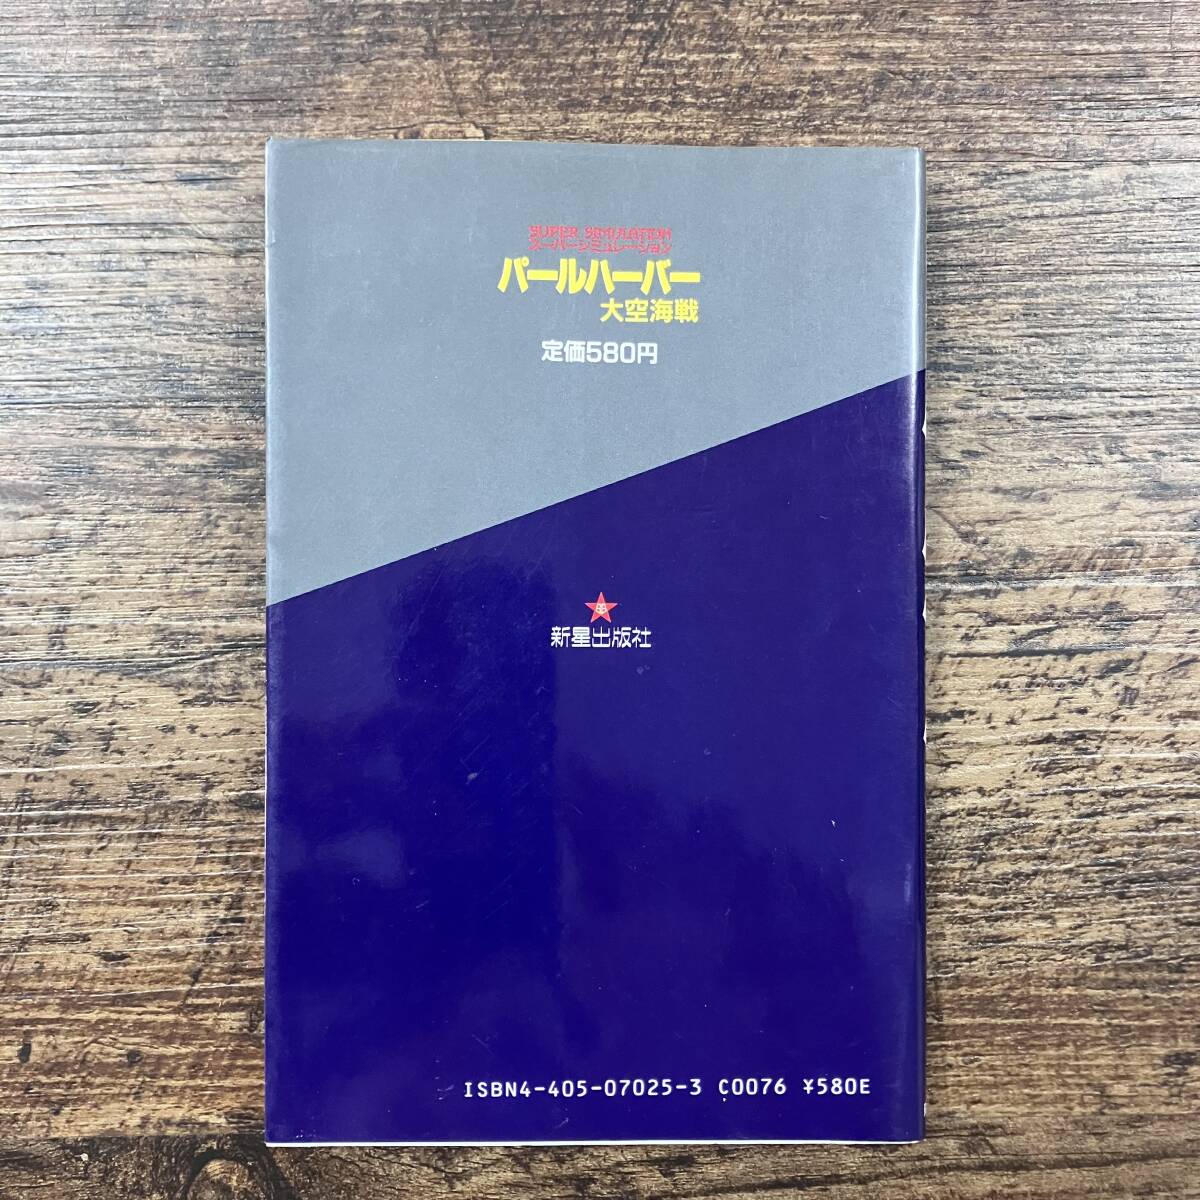 SUPER SIMULATION
スーパーシミュレーション
パールハーバー
大空海戦
定価580円
新星出版社
ISBN4-405-07025-3 C0076 ¥580E